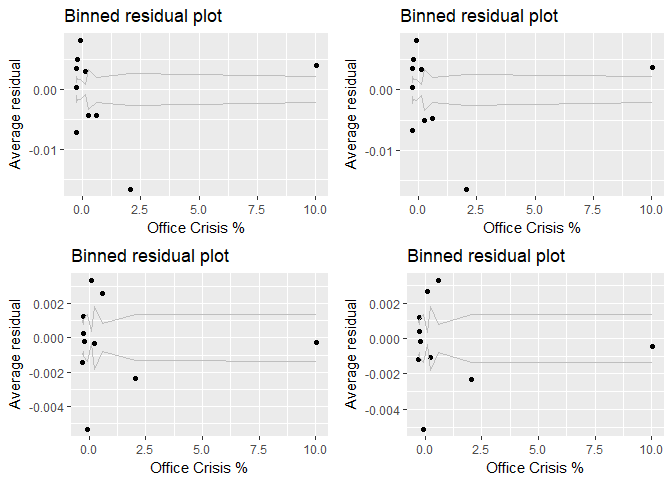 Binned residual plot
Average residual
0.00
-0.01
0.0 2.5 5.0 7.5 10.0
Office Crisis %
Binned residual plot
Average residual
0.00
-0.01
0.0 2.5 5.0 7.5 10.0
Office Crisis %
Binned residual plot
Average residual
0.002
0.000
-0.002
-0.004
0.0 2.5 5.0 7.5 10.0
Office Crisis %
Binned residual plot
Average residual
0.002
0.000
-0.002
-0.004
0.0 2.5 5.0 7.5 10.0
Office Crisis %